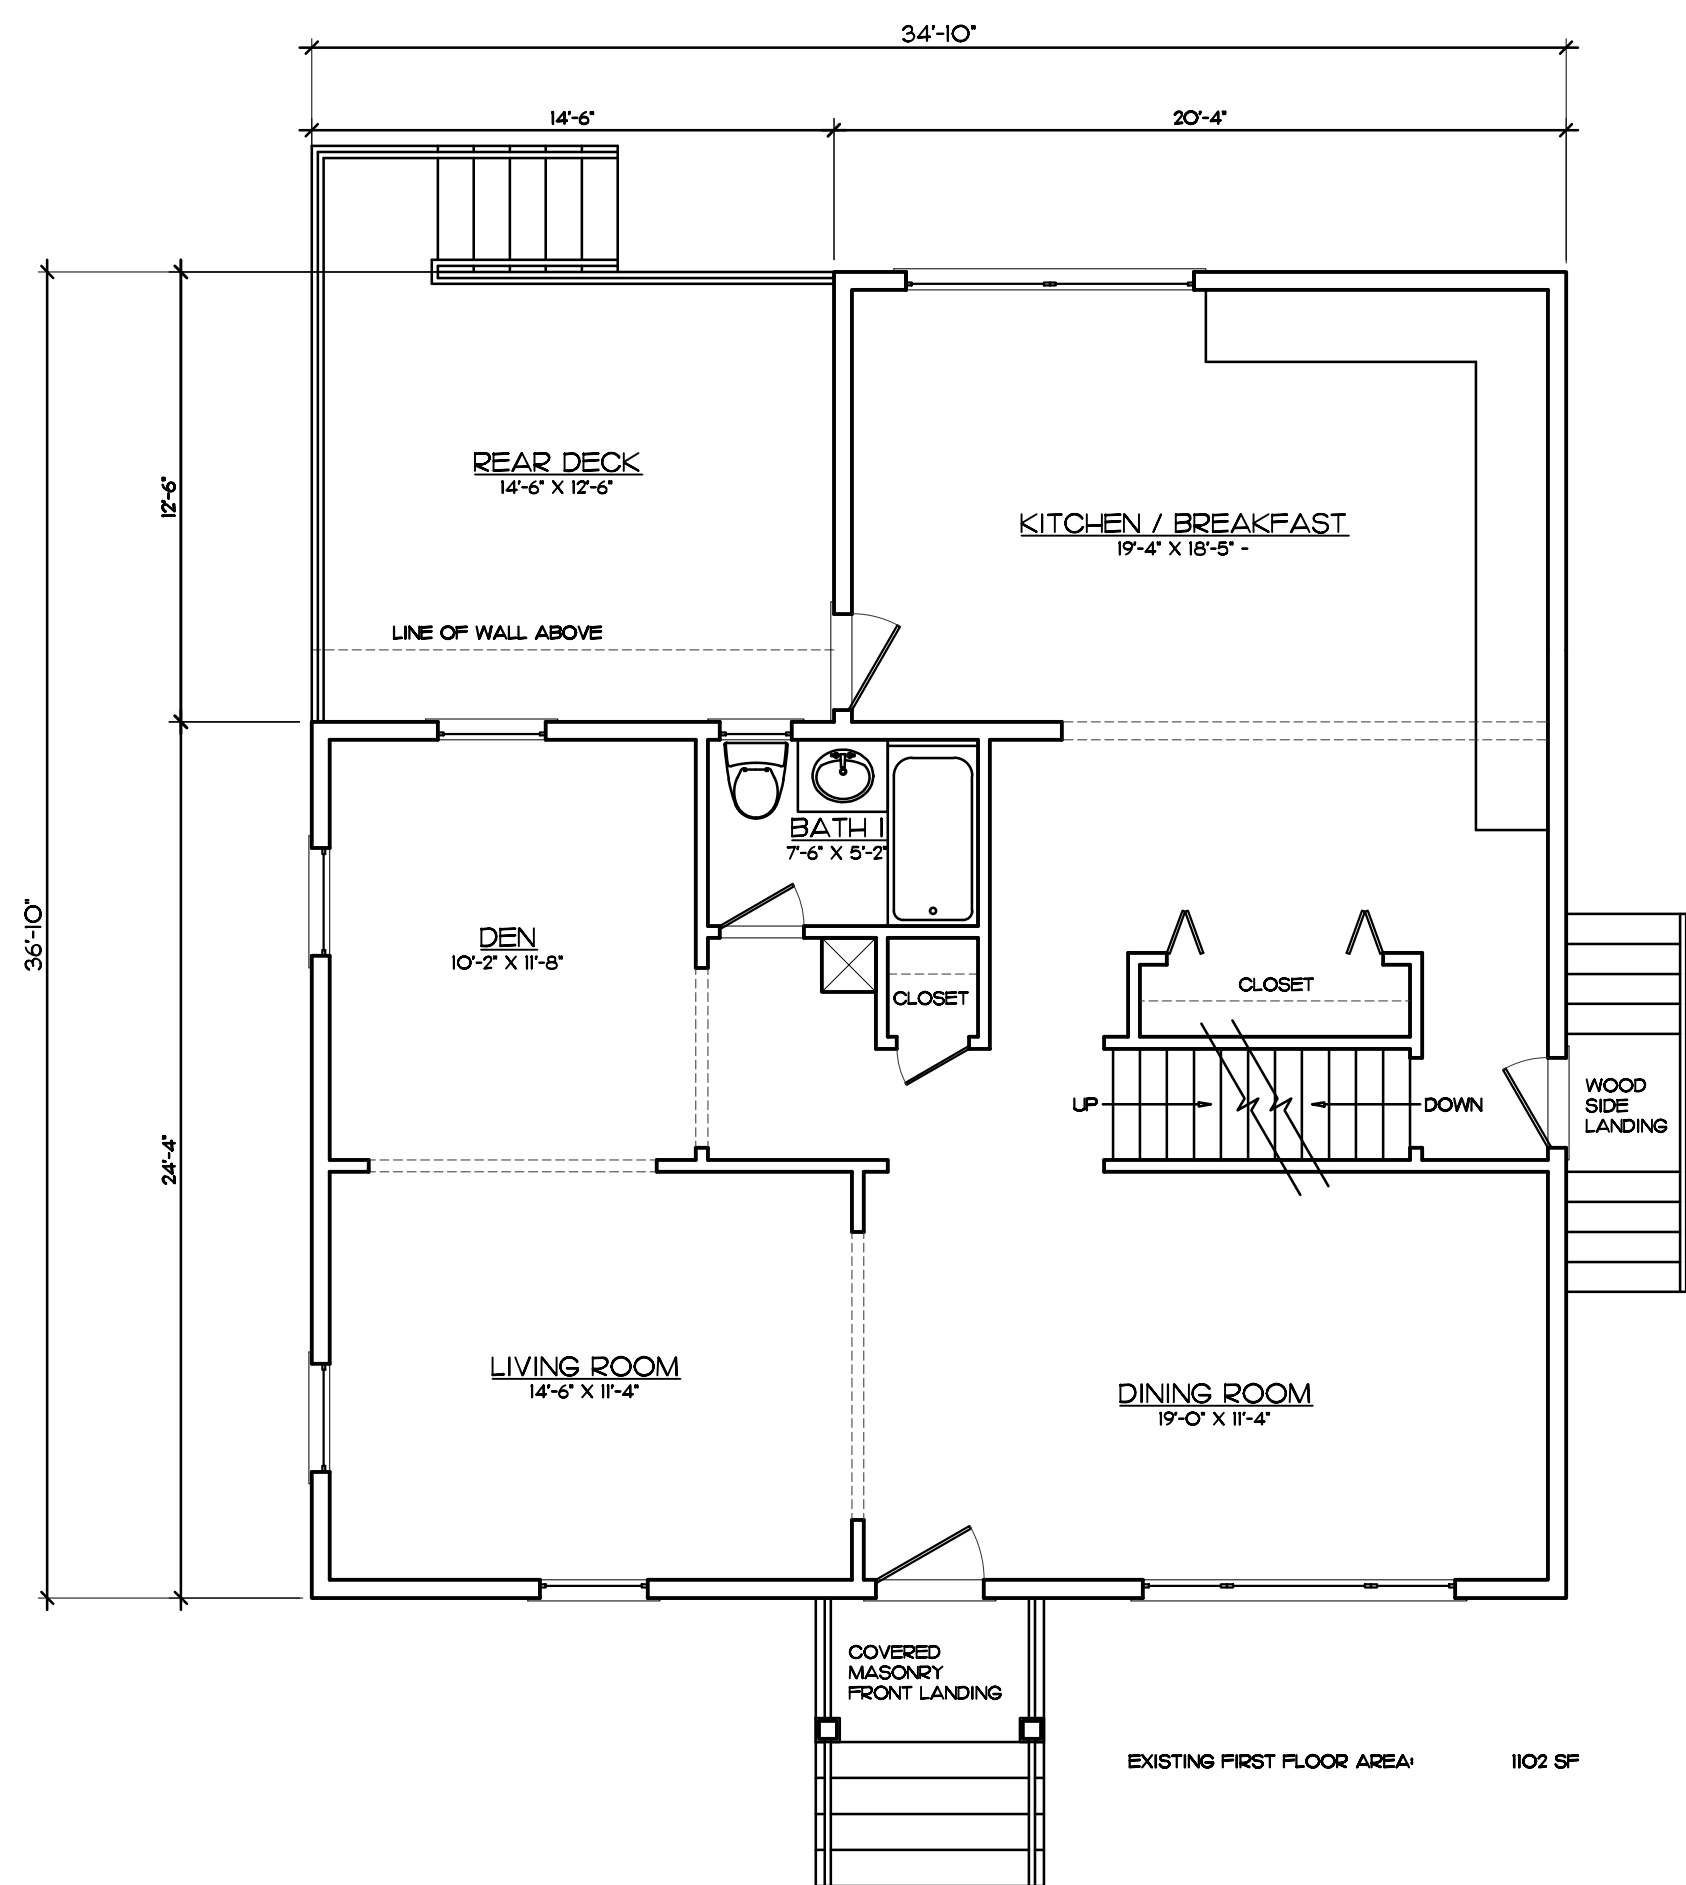 34'-10"
14'-6"
20'-4"
REAR DECK
14'-6" X 12'-6"
12'-6"
KITCHEN / BREAKFAST
19'-4" X 18'-5" -
LINE OF WALL ABOVE
BATH 1
7'-6" X 5'-2"
36'-10"
DEN
10'-2" X 11'-8"
CLOSET
CLOSET
UP
DOWN
WOOD
SIDE
LANDING
24'-4"
LIVING ROOM
14'-6" X 11'-4"
DINING ROOM
19'-0" X 11'-4"
COVERED
MASONRY
FRONT LANDING
EXISTING FIRST FLOOR AREA: 1102 SF